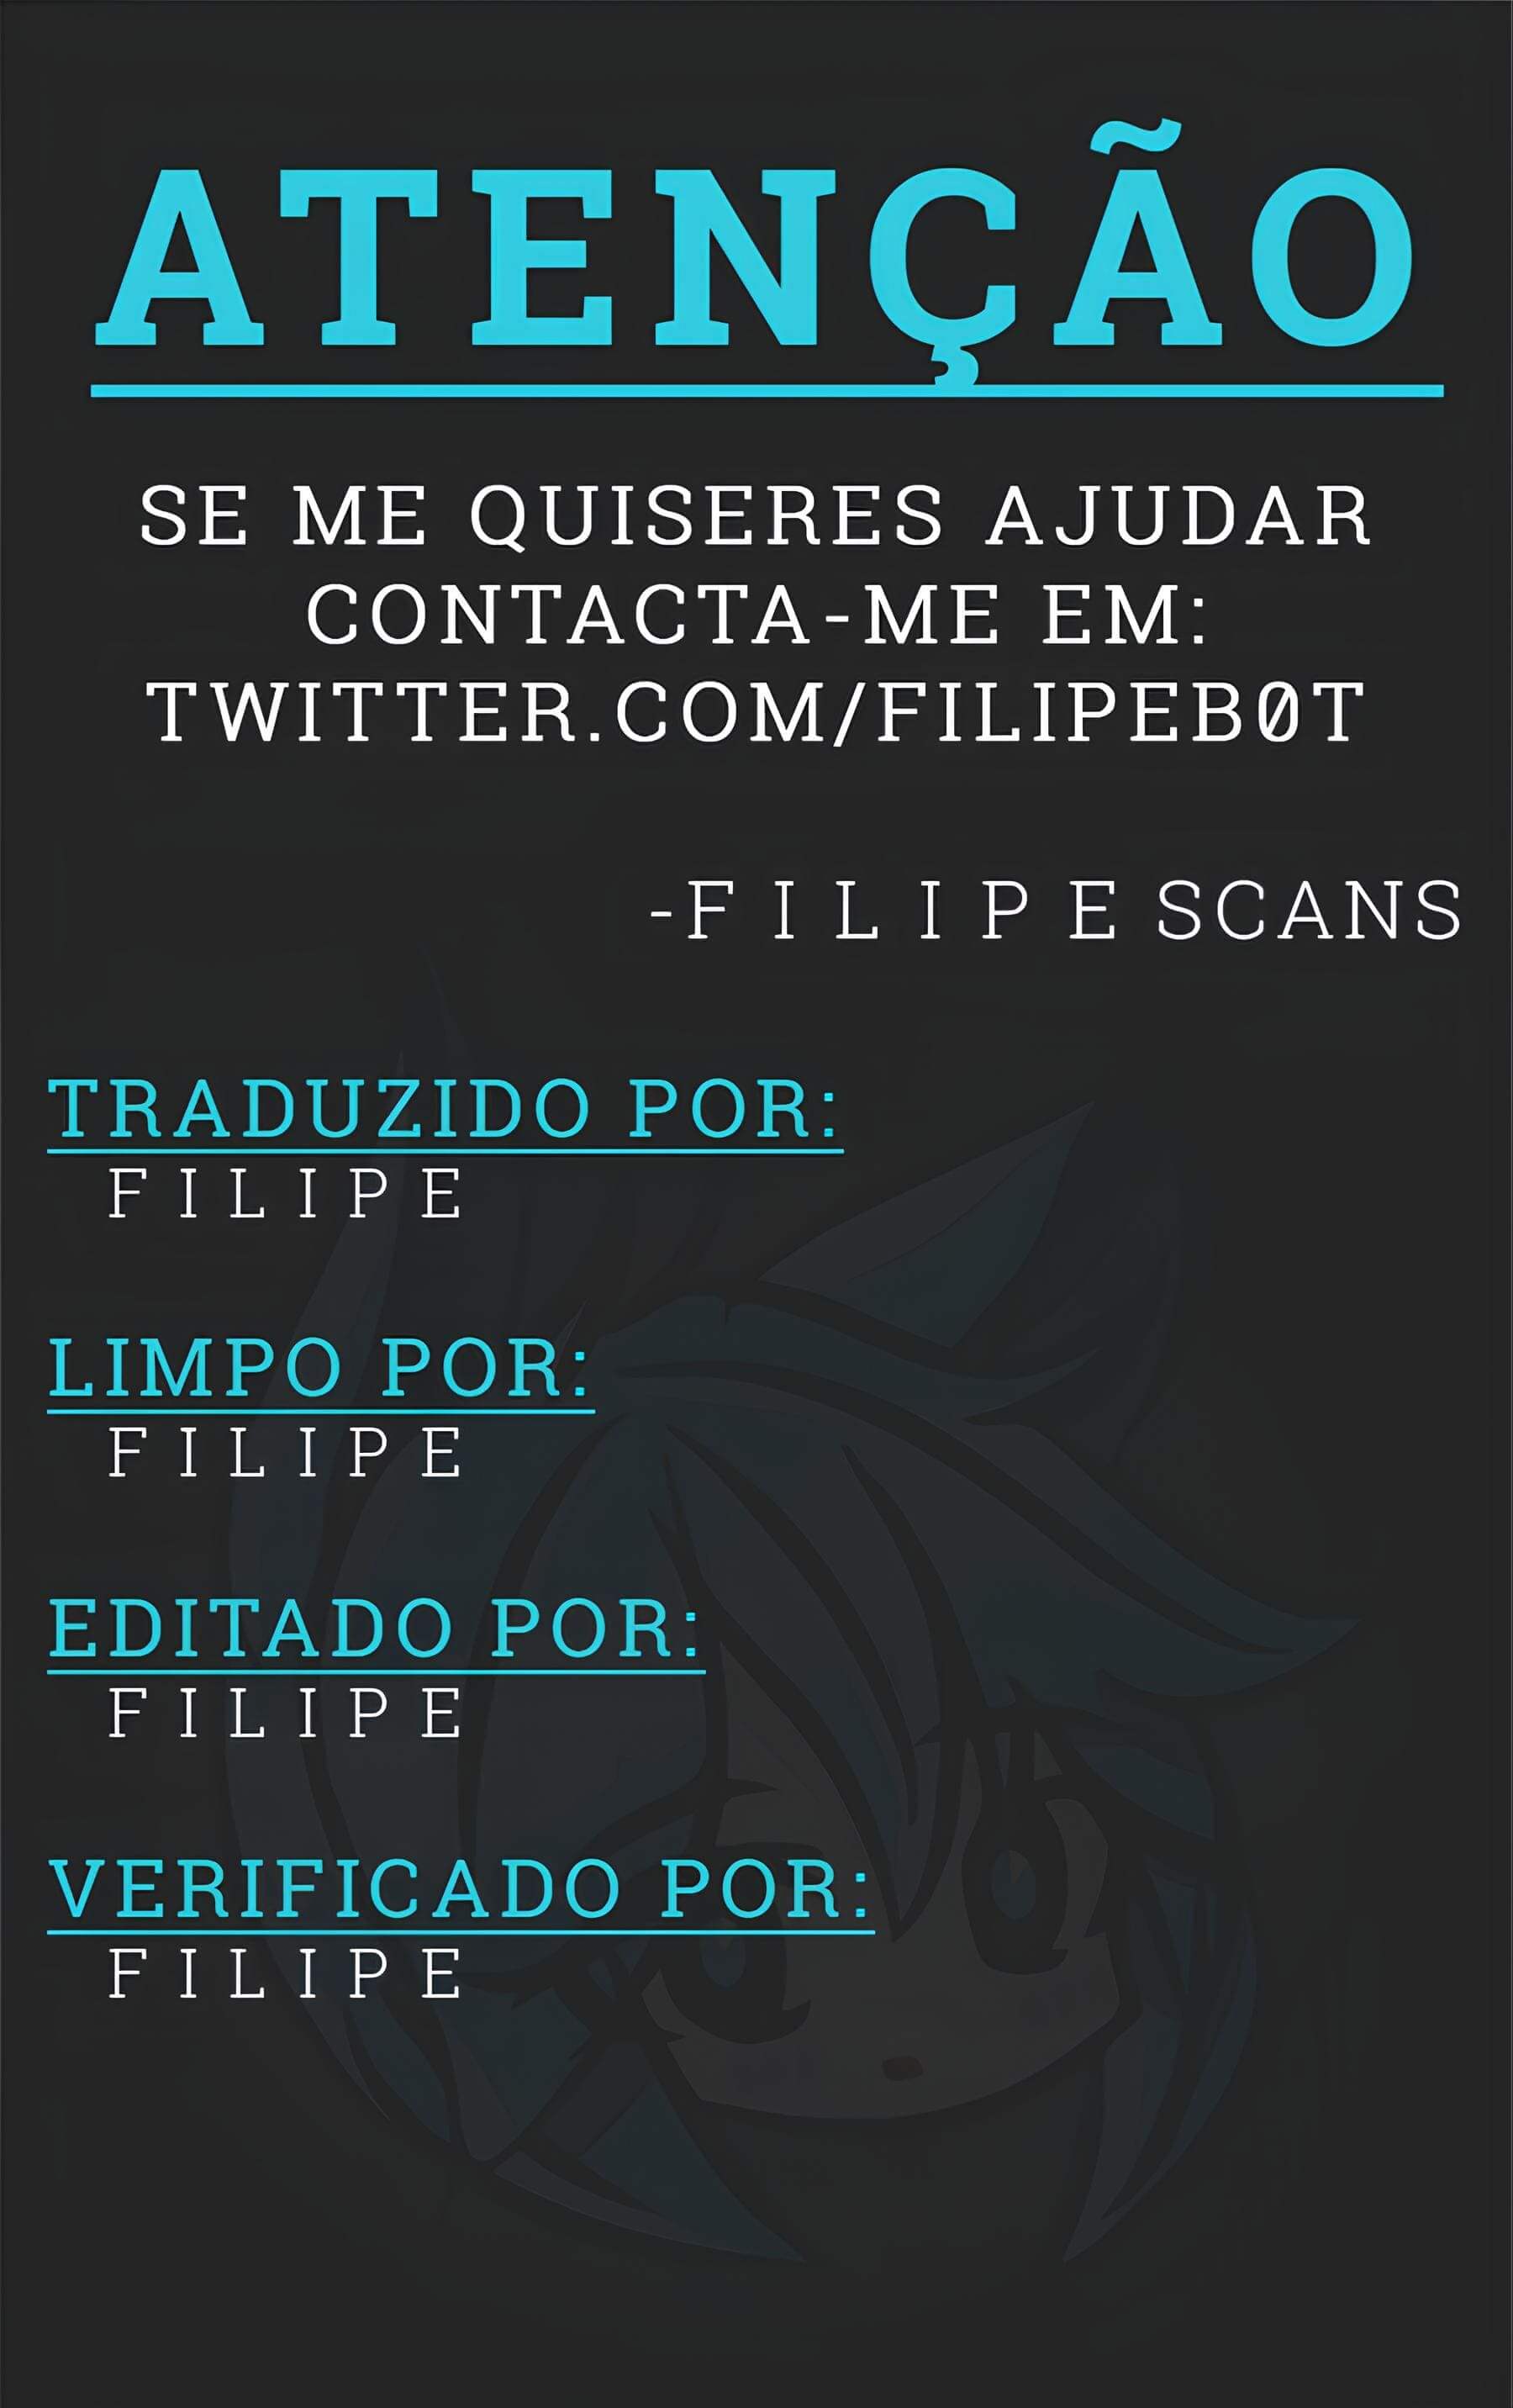 ATENÇÃO
SE ME QUISERES AJUDAR
CONTACTA-ME EM:
TWITTER.COM/FILIPEB0T
-F I L I P E SCANS
TRADUZIDO POR:
F I L I P E
LIMPO POR:
F I L I P E
EDITADO POR:
F I L I P E
VERIFICADO POR:
F I L I P E